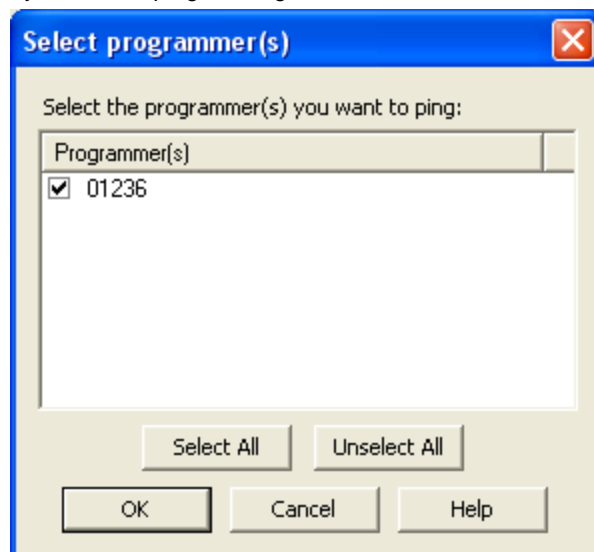 Select programmer(s)
Select the programmer(s) you want to ping:
Programmer(s)
01236
Select All Unselect All
OK Cancel Help